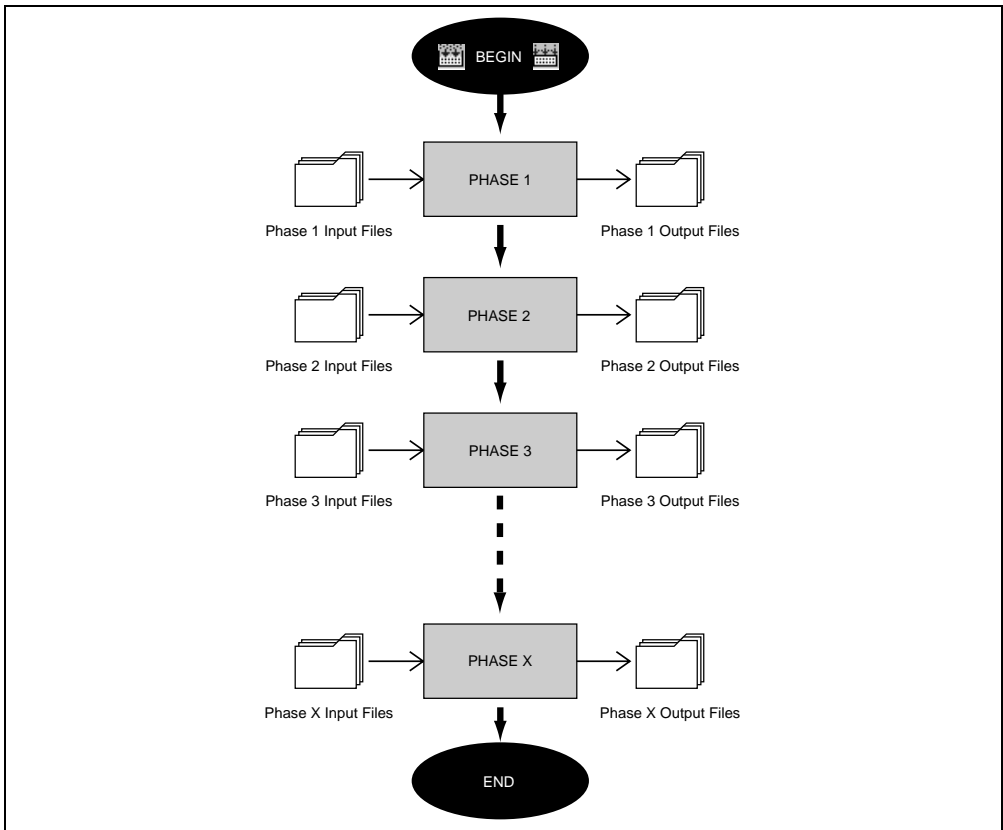 BEGIN
PHASE 1
Phase 1 Input Files
Phase 1 Output Files
PHASE 2
Phase 2 Input Files
Phase 2 Output Files
PHASE 3
Phase 3 Input Files
Phase 3 Output Files
PHASE X
Phase X Input Files
Phase X Output Files
END